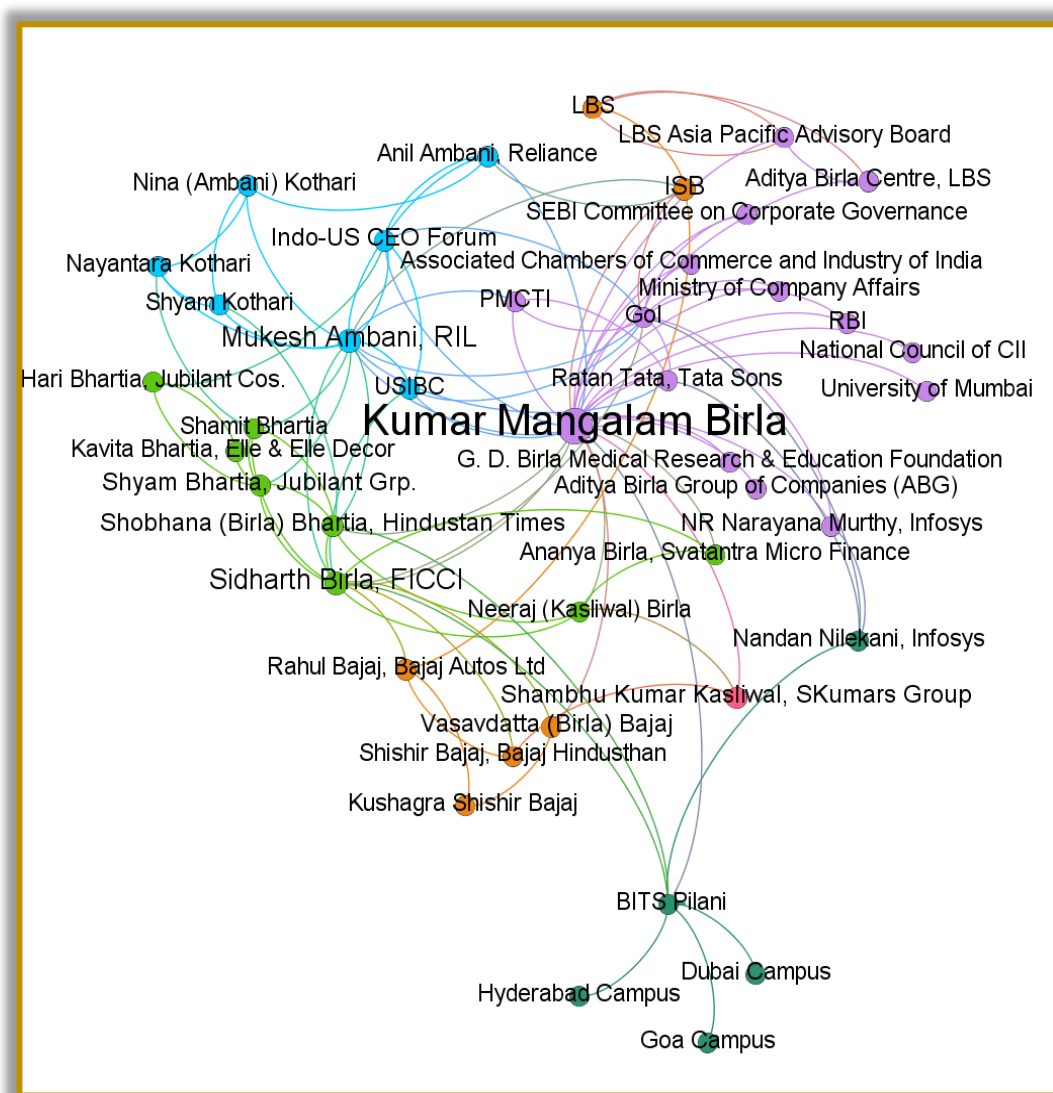 LBS
LBS Asia Pacific Advisory Board
Anil Ambani, Reliance
Nina (Ambani) Kothari
ISB
Aditya Birla Centre, LBS
SEBI Committee on Corporate Governance
Indo-US CEO Forum
Nayantara Kothari
Associated Chambers of Commerce and Industry of India
Shyam Kothari
PMCTI
Ministry of Company Affairs
GoI
RBI
Mukesh Ambani, RIL
National Council of CII
Hari Bhartia, Jubilant Cos.
USIBC
Ratan Tata, Tata Sons
University of Mumbai
Kumar Mangalam Birla
Shamit Bhartia
Kavita Bhartia, Elle & Elle Decor
G. D. Birla Medical Research & Education Foundation
Shyam Bhartia, Jubilant Grp.
Aditya Birla Group of Companies (ABG)
Shobhana (Birla) Bhartia, Hindustan Times
NR Narayana Murthy, Infosys
Ananya Birla, Svatantra Micro Finance
Sidharth Birla, FICCI
Neeraj (Kasliwal) Birla
Nandan Nilekani, Infosys
Rahul Bajaj, Bajaj Autos Ltd
Shambhu Kumar Kasliwal, SKumars Group
Vasavdatta (Birla) Bajaj
Shishir Bajaj, Bajaj Hindusthan
Kushagra Shishir Bajaj
BITS Pilani
Dubai Campus
Hyderabad Campus
Goa Campus